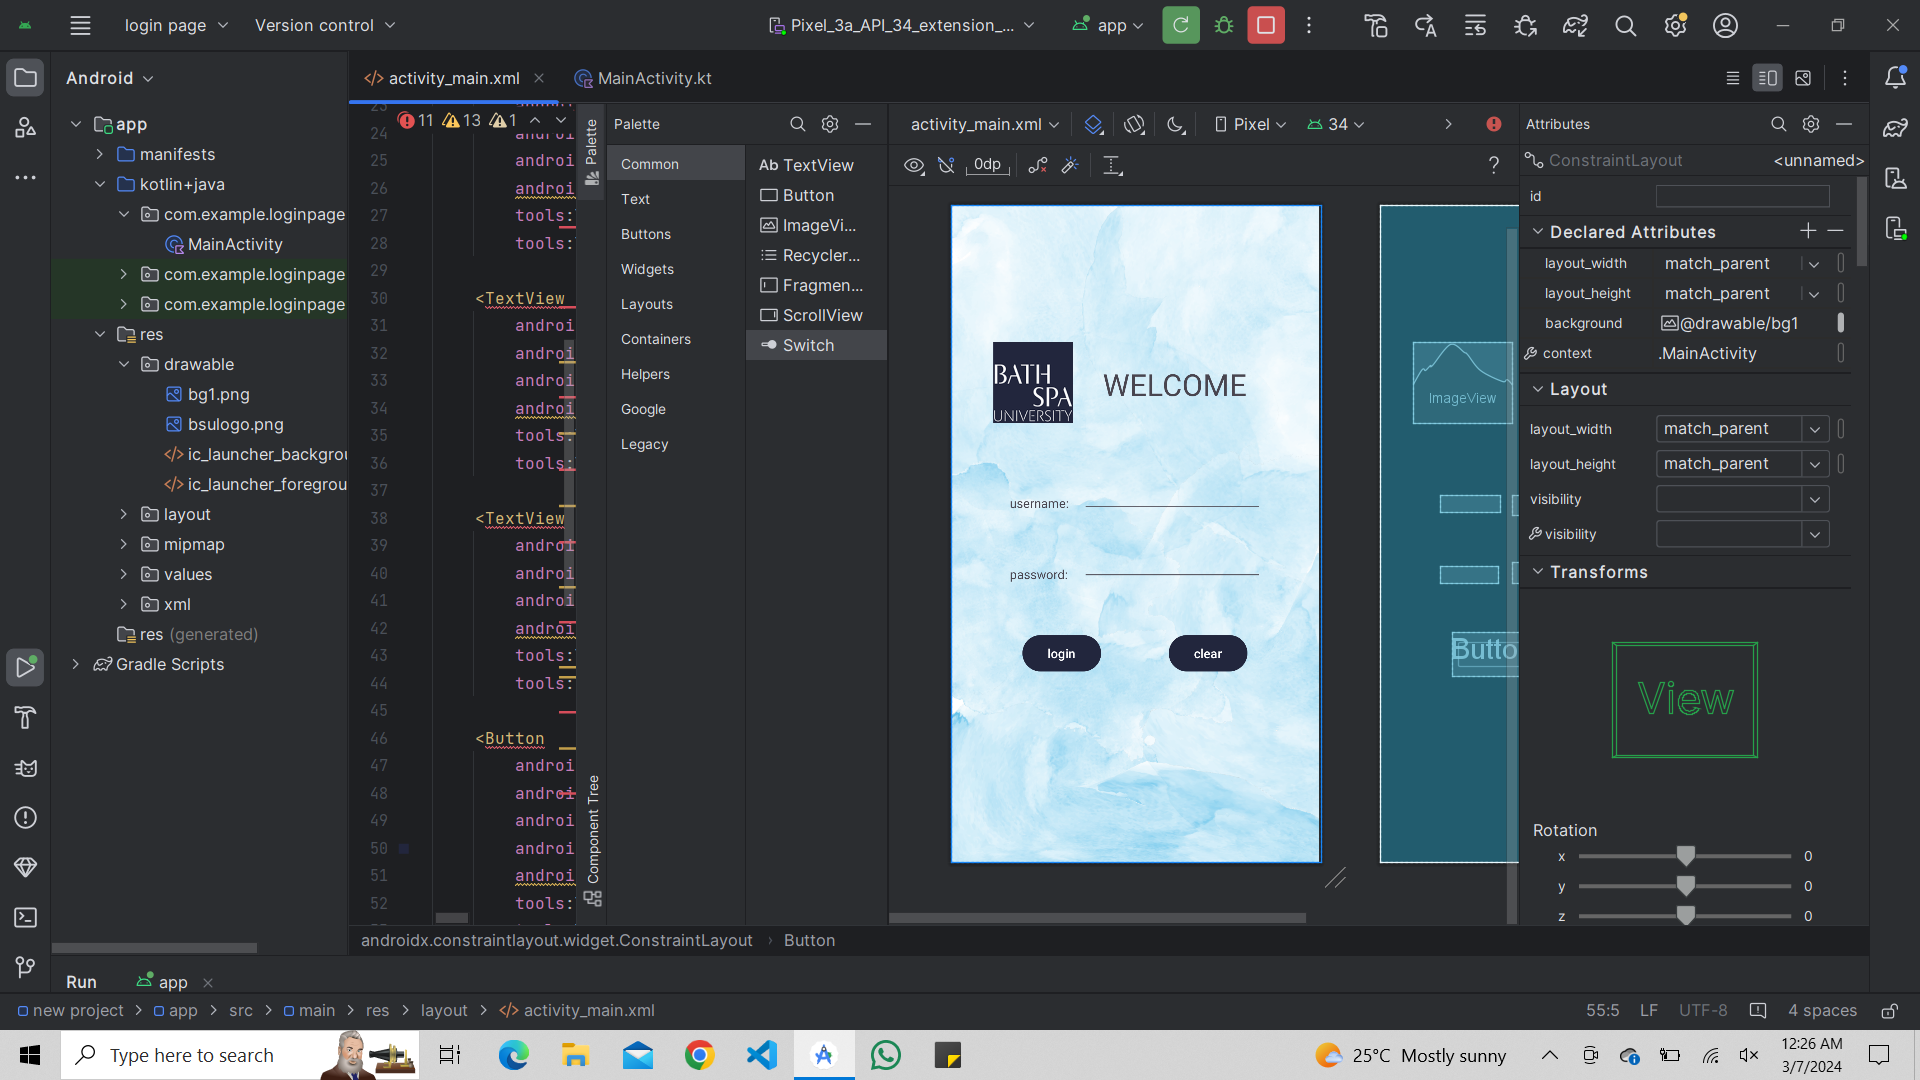 login page
Version control
Pixel_3a_API_34_extension_...
app
Android
activity_main.xml
MainActivity.kt
app
manifests
kotlin+java
com.example.loginpage
MainActivity
com.example.loginpage
com.example.loginpage
res
drawable
bg1.png
bsulogo.png
ic_launcher_backgrou
ic_launcher_foregrou
layout
mipmap
values
xml
res (generated)
Gradle Scripts
11 13 1
23
24 androi
25 androi
26 androi
27 tools:
28 tools:
29
30 <TextView
31 androi
32 androi
33 androi
34 androi
35 tools:
36 tools:
37
38 <TextView
39 androi
40 androi
41 androi
42 androi
43 tools:
44 tools:
45
46 <Button
47 androi
48 androi
49 androi
50 androi
51 androi
52 tools:
Palette
Component Tree
Palette
Common
Text
Buttons
Widgets
Layouts
Containers
Helpers
Google
Legacy
Ab TextView
Button
ImageVi...
Recycler...
Fragmen...
ScrollView
Switch
activity_main.xml
Pixel
34
0dp
?
BATH
SPA
UNIVERSITY
WELCOME
username:
password:
login
clear
ImageView
Butto
Attributes
ConstraintLayout <unnamed>
id
Declared Attributes
layout_width match_parent
layout_height match_parent
background @drawable/bg1
context .MainActivity
Layout
layout_width match_parent
layout_height match_parent
visibility
visibility
Transforms
View
Rotation
x 0
y 0
z 0
androidx.constraintlayout.widget.ConstraintLayout › Button
Run
app
new project > app > src > main > res > layout > activity_main.xml
55:5 LF UTF-8 4 spaces
Type here to search
25°C Mostly sunny
12:26 AM
3/7/2024